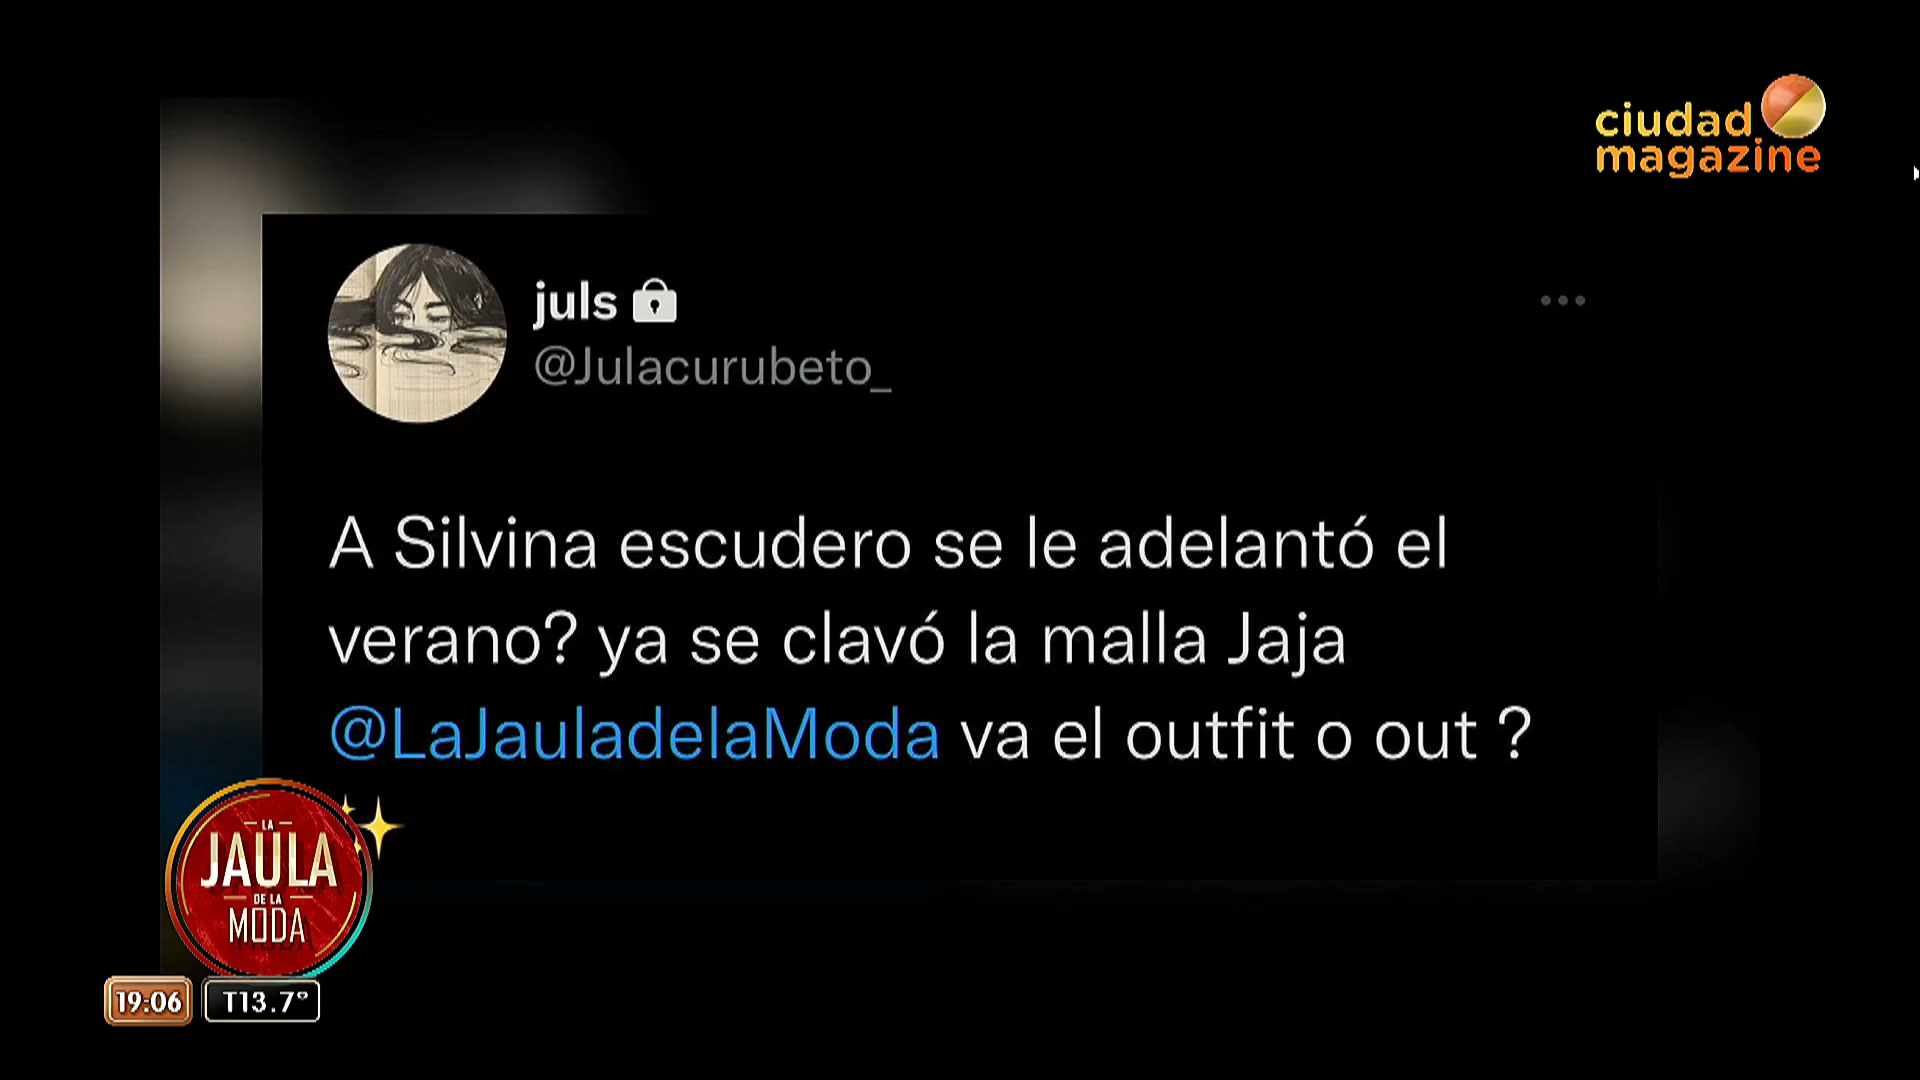 ciudad
magazine
juls
@Julacurubeto_
A Silvina escudero se le adelantó el
verano? ya se clavó la malla Jaja
@LaJauladelaModa va el outfit o out ?
LA
JAULA
DE LA
MODA
19:06 T13.7°